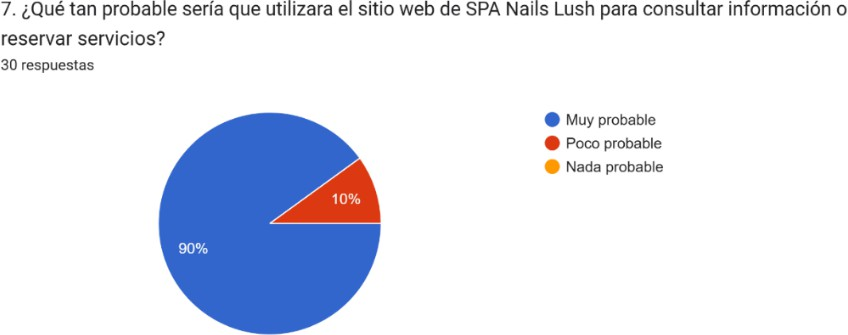 7. ¿Qué tan probable sería que utilizara el sitio web de SPA Nails Lush para consultar información o
reservar servicios?
30 respuestas
Muy probable
Poco probable
Nada probable
10%
90%